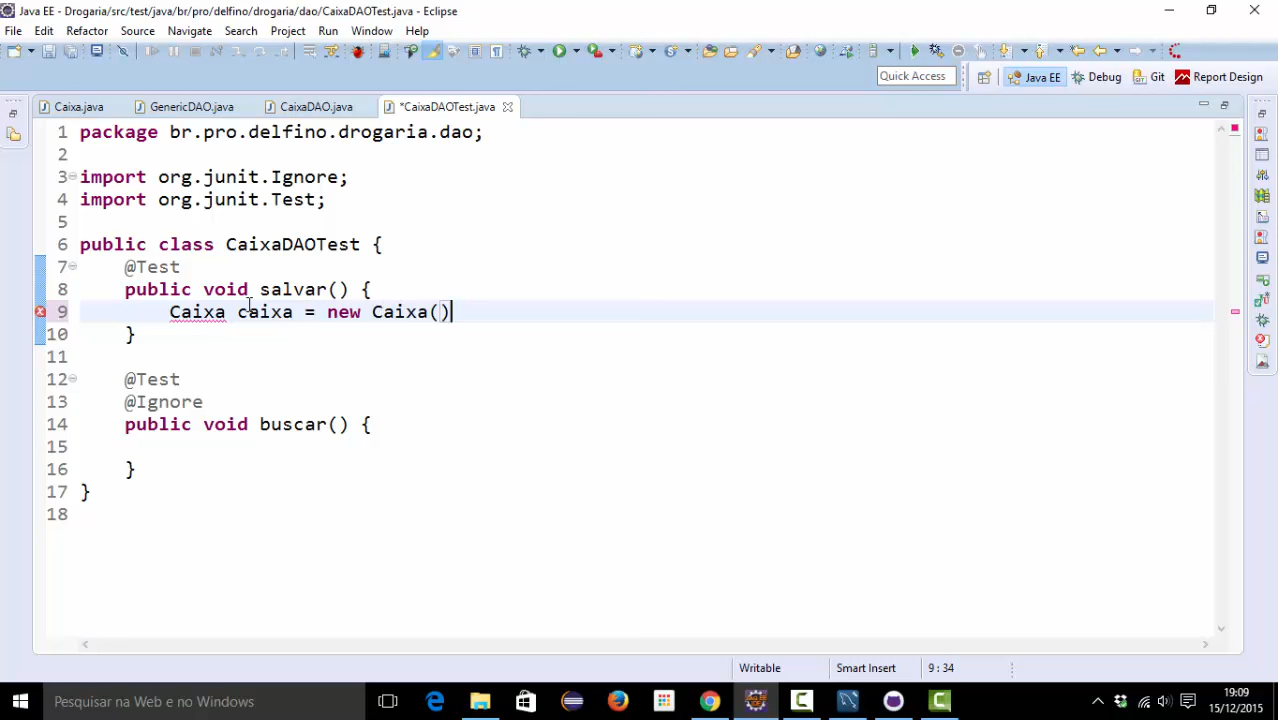 Java EE - Drogaria/src/test/java/br/pro/delfino/drogaria/dao/CaixaDAOTest.java - Eclipse
File Edit Refactor Source Navigate Search Project Run Window Help
Quick Access
Java EE
Debug
Git
Report Design
Caixa.java
GenericDAO.java
CaixaDAO.java
*CaixaDAOTest.java
1 package br.pro.delfino.drogaria.dao;
2
3 import org.junit.Ignore;
4 import org.junit.Test;
5
6 public class CaixaDAOTest {
7 @Test
8 public void salvar() {
9 Caixa caixa = new Caixa()
10 }
11
12 @Test
13 @Ignore
14 public void buscar() {
15
16 }
17 }
18
Writable
Smart Insert
9 : 34
Pesquisar na Web e no Windows
19:09
15/12/2015